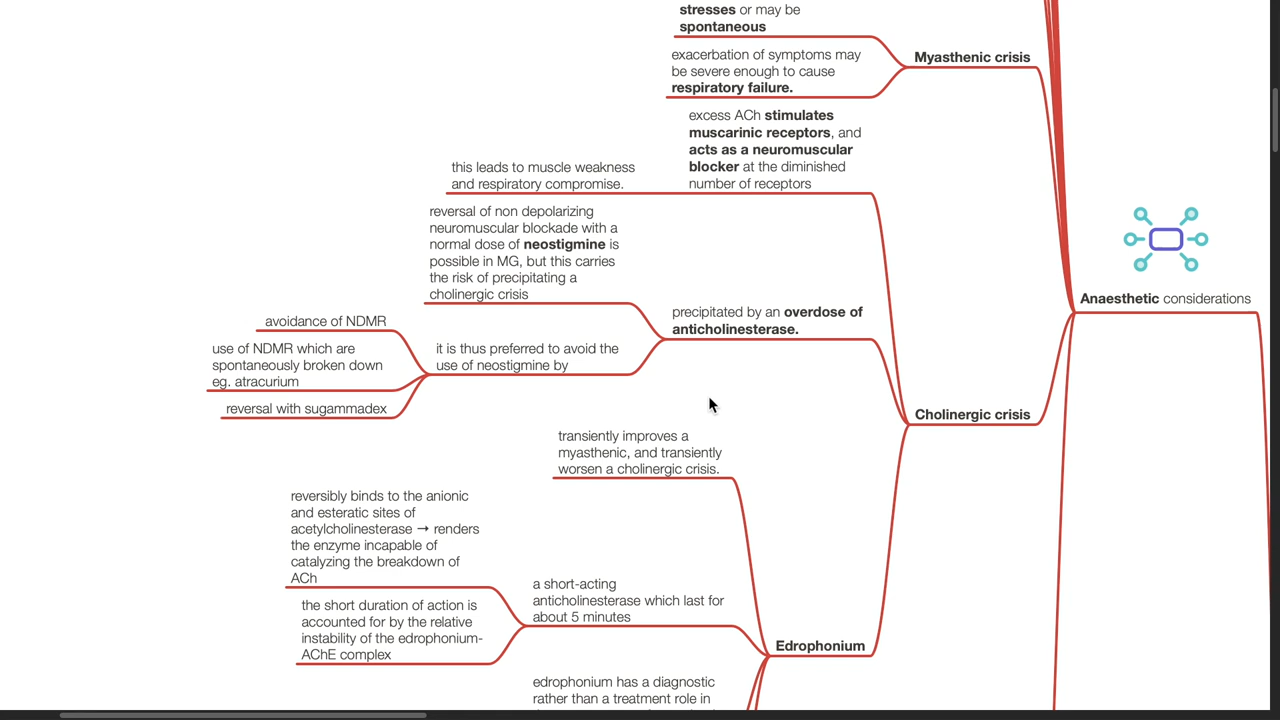 stresses or may be
spontaneous
exacerbation of symptoms may
be severe enough to cause
respiratory failure.
Myasthenic crisis
excess ACh stimulates
muscarinic receptors, and
acts as a neuromuscular
blocker at the diminished
number of receptors
this leads to muscle weakness
and respiratory compromise.
reversal of non depolarizing
neuromuscular blockade with a
normal dose of neostigmine is
possible in MG, but this carries
the risk of precipitating a
cholinergic crisis
precipitated by an overdose of
anticholinesterase.
Anaesthetic considerations
avoidance of NDMR
use of NDMR which are
spontaneously broken down
eg. atracurium
reversal with sugammadex
it is thus preferred to avoid the
use of neostigmine by
Cholinergic crisis
transiently improves a
myasthenic, and transiently
worsen a cholinergic crisis.
reversibly binds to the anionic
and esteratic sites of
acetylcholinesterase → renders
the enzyme incapable of
catalyzing the breakdown of
ACh
the short duration of action is
accounted for by the relative
instability of the edrophonium-
AChE complex
a short-acting
anticholinesterase which last for
about 5 minutes
Edrophonium
edrophonium has a diagnostic
rather than a treatment role in